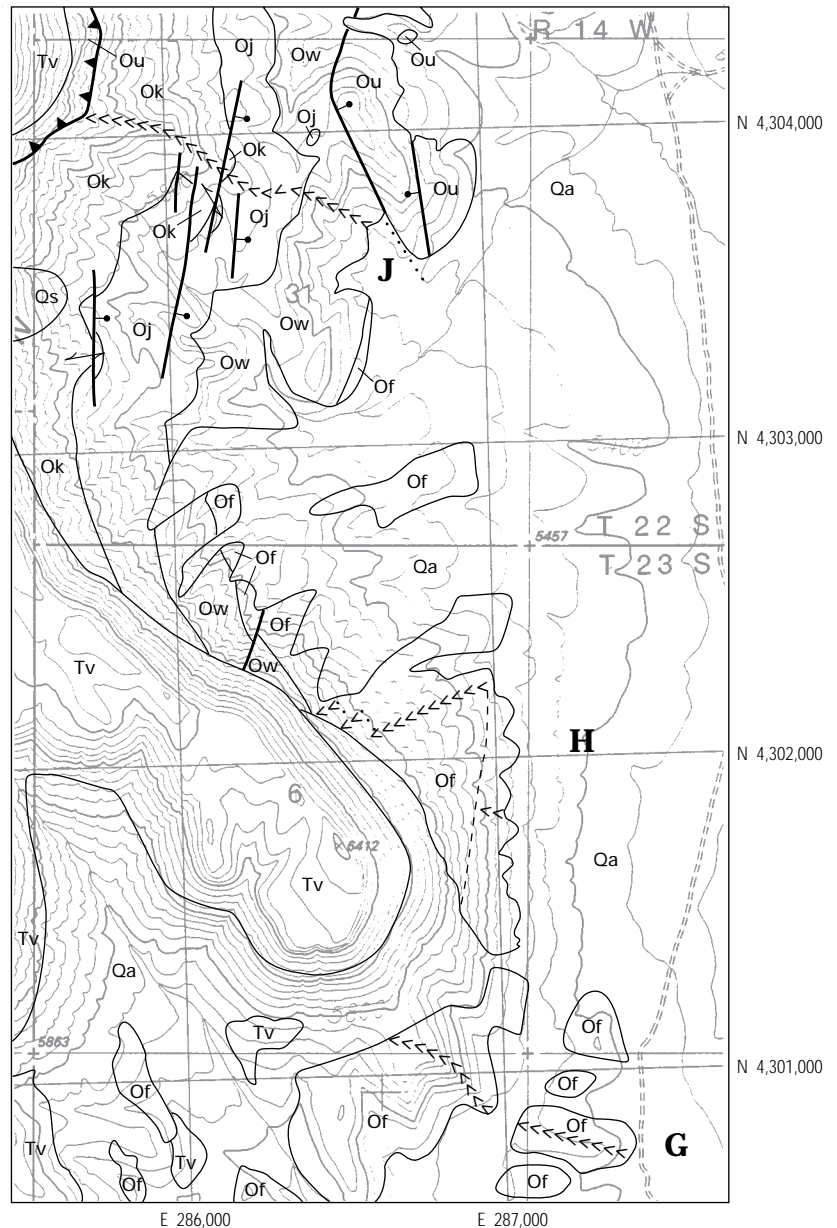 R 14 W
Tv
Ou
Oj
Ow
Ou
Ok
Ou
N 4,304,000
Oj
Ok
Ok
Ou
Qa
Ok
Oj
J
Qs
31
Oj
Ow
Ow
Of
N 4,303,000
Ok
Of
Of
T 22 S
5457
T 23 S
Of
Qa
Ow
Of
Ow
Tv
H
N 4,302,000
Of
6
6412
Qa
Tv
Tv
Qa
Of
Tv
5863
N 4,301,000
Of
Of
Of
Of
G
Tv
Tv
Of
Of
Of
E 286,000
E 287,000